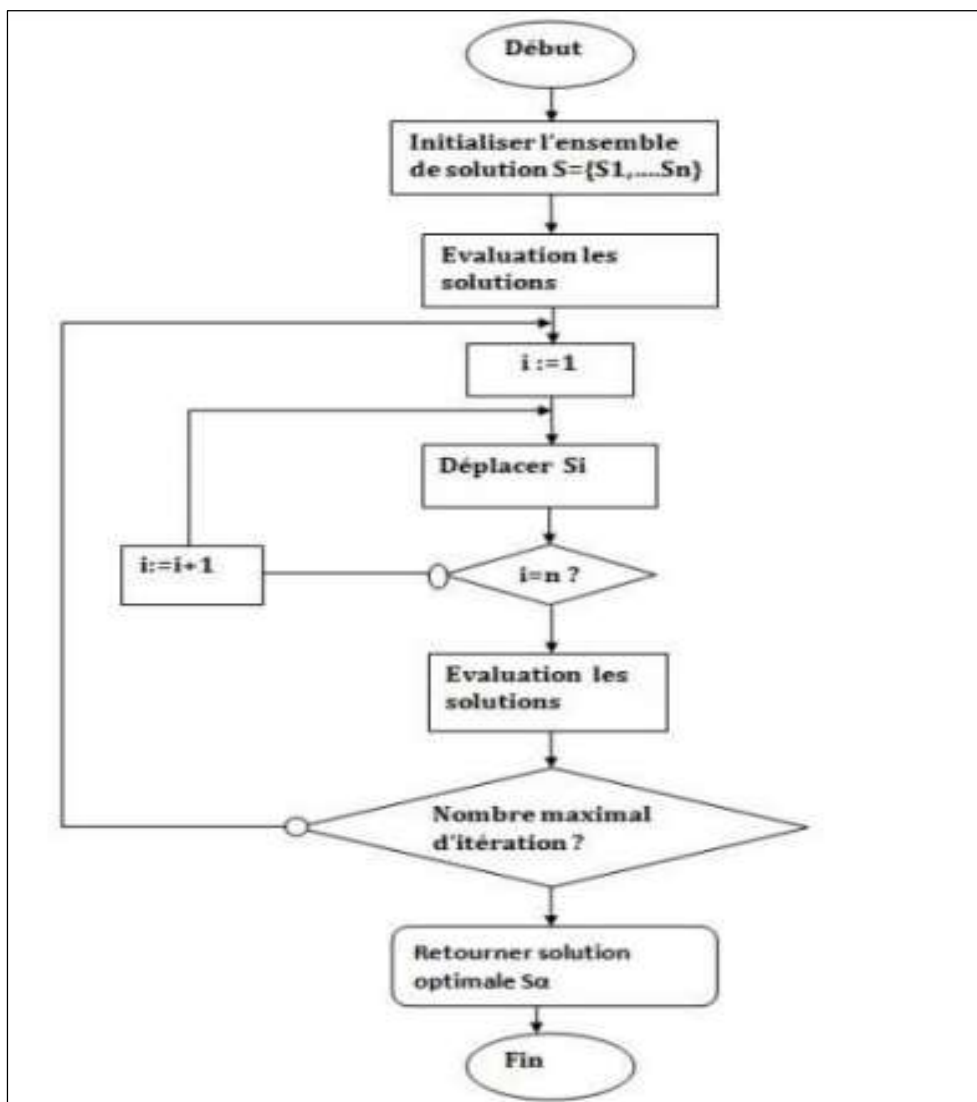 Début
Initialiser l'ensemble
de solution S={S1,....Sn}
Evaluation les
solutions
i :=1
Déplacer Si
i:=i+1
i=n ?
Evaluation les
solutions
Nombre maximal
d'itération ?
Retourner solution
optimale Sα
Fin